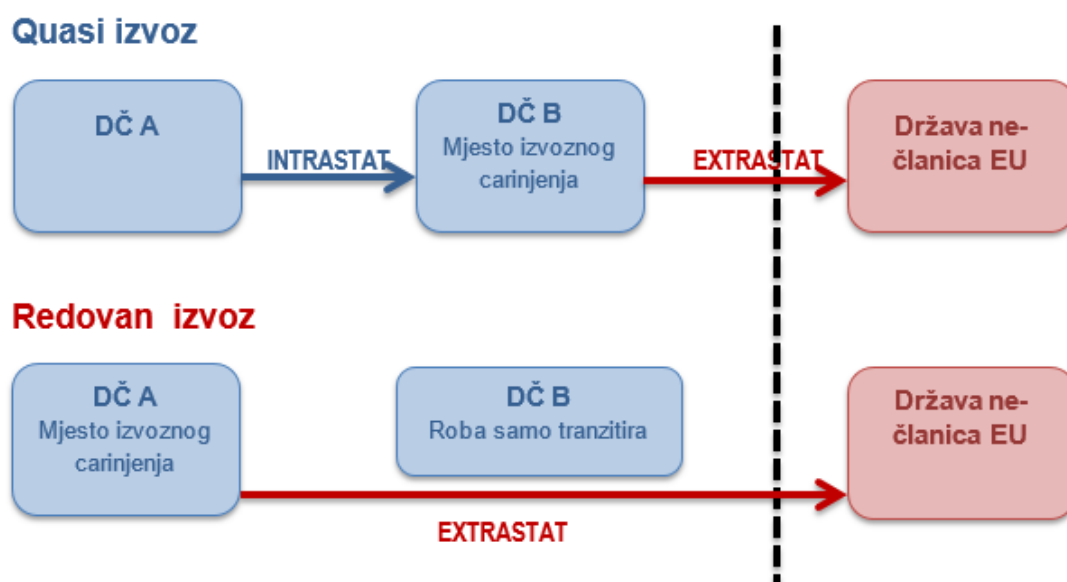 Quasi izvoz
DČ A
INTRASTAT
DČ B
Mjesto izvoznog
carinjenja
EXTRASTAT
Država ne-
članica EU
Redovan izvoz
DČ A
Mjesto izvoznog
carinjenja
DČ B
Roba samo tranzitira
Država ne-
članica EU
EXTRASTAT